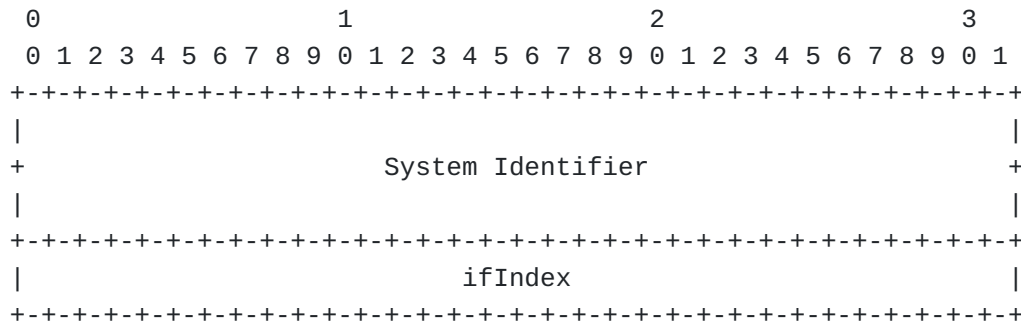 0                   1                   2                   3
 0 1 2 3 4 5 6 7 8 9 0 1 2 3 4 5 6 7 8 9 0 1 2 3 4 5 6 7 8 9 0 1
+-+-+-+-+-+-+-+-+-+-+-+-+-+-+-+-+-+-+-+-+-+-+-+-+-+-+-+-+-+-+-+-+
|                                                               |
+                       System Identifier                       +
|                                                               |
+-+-+-+-+-+-+-+-+-+-+-+-+-+-+-+-+-+-+-+-+-+-+-+-+-+-+-+-+-+-+-+-+
|                            ifIndex                            |
+-+-+-+-+-+-+-+-+-+-+-+-+-+-+-+-+-+-+-+-+-+-+-+-+-+-+-+-+-+-+-+-+